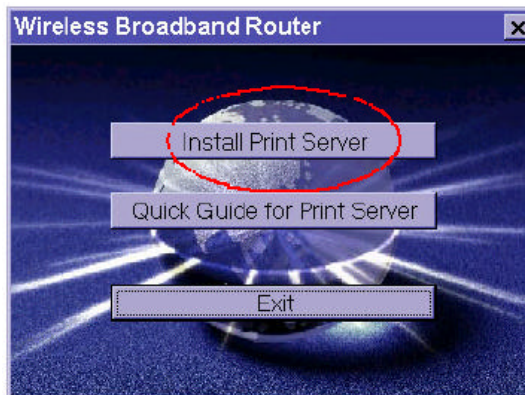 Wireless Broadband Router
Install Print Server
Quick Guide for Print Server
Exit